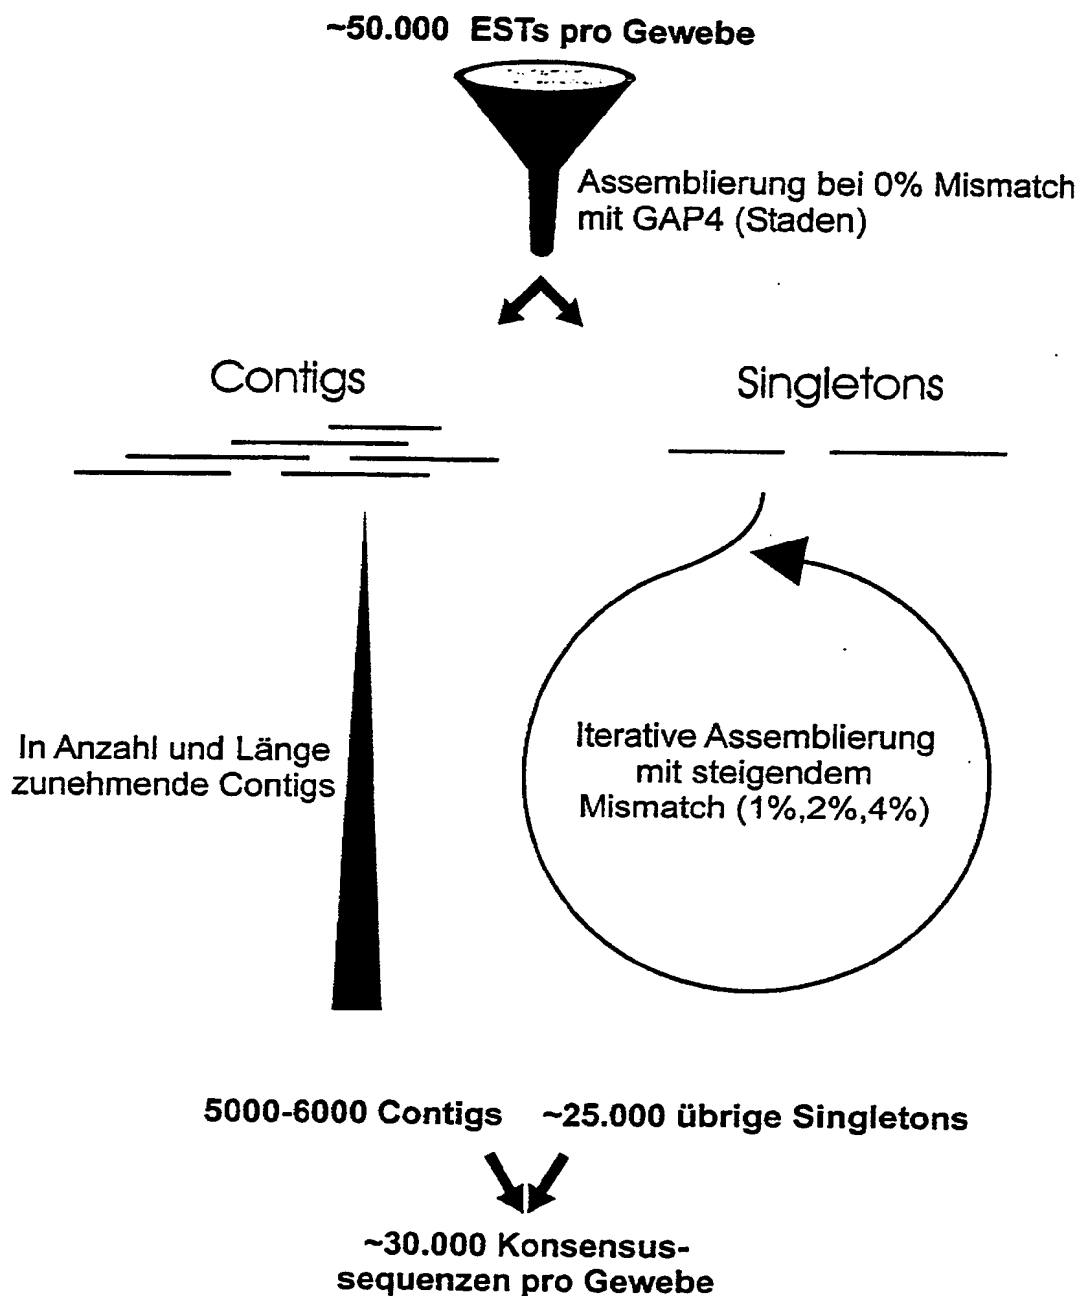 ~50.000 ESTs pro Gewebe
Assemblierung bei 0% Mismatch
mit GAP4 (Staden)
Contigs
Singletons
In Anzahl und Länge
zunehmende Contigs
Iterative Assemblierung
mit steigendem
Mismatch (1%,2%,4%)
5000-6000 Contigs
~25.000 übrige Singletons
~30.000 Konsensus-
sequenzen pro Gewebe